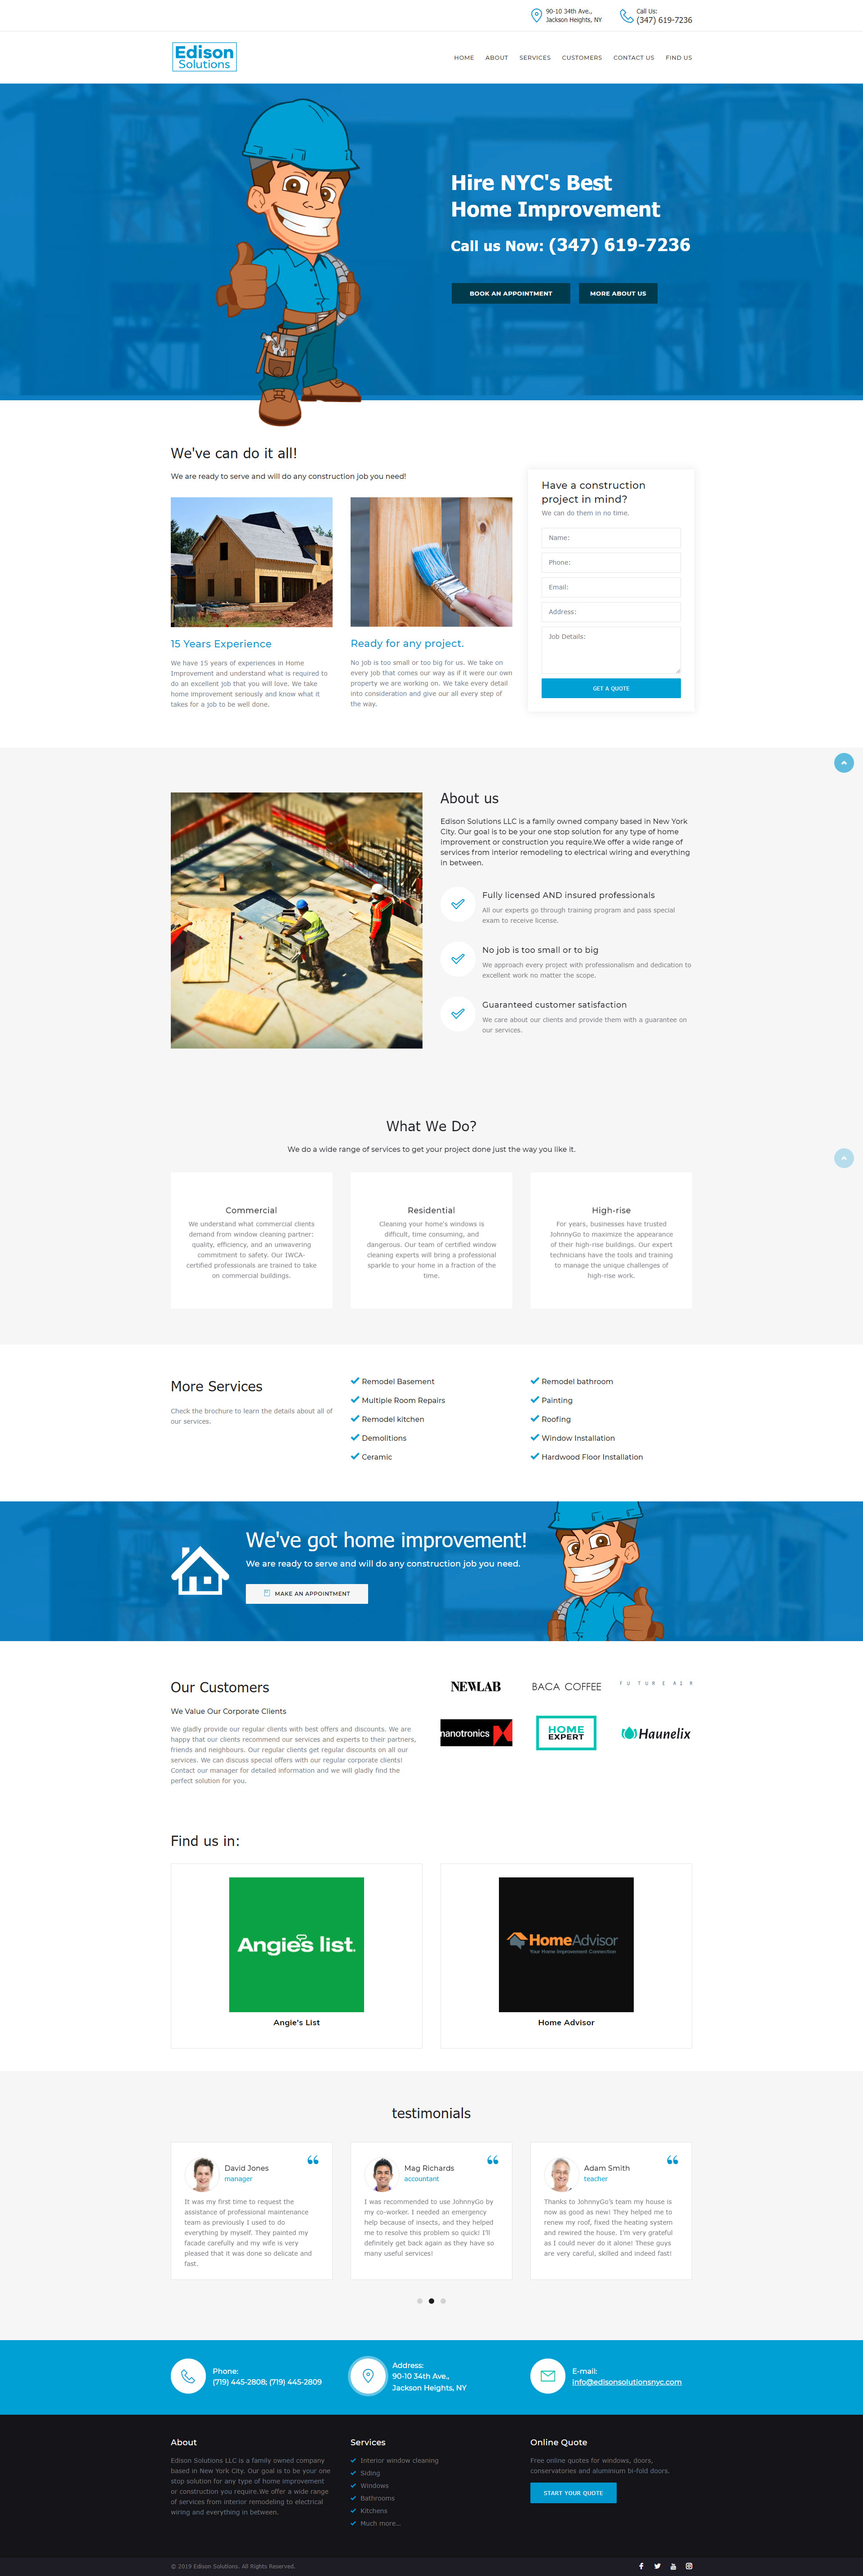 90-10 34th Ave.,
Jackson Heights, NY
Call Us:
(347) 619-7236
Edison
Solutions
HOME ABOUT SERVICES CUSTOMERS CONTACT US FIND US
Hire NYC's Best
Home Improvement
Call us Now: (347) 619-7236
BOOK AN APPOINTMENT MORE ABOUT US
We've can do it all!
We are ready to serve and will do any construction job you need!
15 Years Experience
We have 15 years of experiences in Home
Improvement and understand what is required to
do an excellent job that you will love. We take
home improvement seriously and know what it
takes for a job to be well done.
Ready for any project.
No job is too small or too big for us. We take on
every job that comes our way as if it were our own
property we are working on. We take every detail
into consideration and give our all every step of
the way.
Have a construction
project in mind?
We can do them in no time.
Name:
Phone:
Email:
Address:
Job Details:
GET A QUOTE
About us
Edison Solutions LLC is a family owned company based in New York
City. Our goal is to be your one stop solution for any type of home
improvement or construction you require.We offer a wide range of
services from interior remodeling to electrical wiring and everything
in between.
Fully licensed AND insured professionals
All our experts go through training program and pass special
exam to receive license.
No job is too small or to big
We approach every project with professionalism and dedication to
excellent work no matter the scope.
Guaranteed customer satisfaction
We care about our clients and provide them with a guarantee on
our services.
What We Do?
We do a wide range of services to get your project done just the way you like it.
Commercial
We understand what commercial clients
demand from window cleaning partner:
quality, efficiency, and an unwavering
commitment to safety. Our IWCA-
certified professionals are trained to take
on commercial buildings.
Residential
Cleaning your home's windows is
difficult, time consuming, and
dangerous. Our team of certified window
cleaning experts will bring a professional
sparkle to your home in a fraction of the
time.
High-rise
For years, businesses have trusted
JohnnyGo to maximize the appearance
of their high-rise buildings. Our expert
technicians have the tools and training
to manage the unique challenges of
high-rise work.
More Services
Check the brochure to learn the details about all of
our services.
Remodel Basement
Multiple Room Repairs
Remodel kitchen
Demolitions
Ceramic
Remodel bathroom
Painting
Roofing
Window Installation
Hardwood Floor Installation
We've got home improvement!
We are ready to serve and will do any construction job you need.
MAKE AN APPOINTMENT
Our Customers
We Value Our Corporate Clients
We gladly provide our regular clients with best offers and discounts. We are
happy that our clients recommend our services and experts to their partners,
friends and neighbours. Our regular clients get regular discounts on all our
services. We can discuss special offers with our regular corporate clients!
Contact our manager for detailed information and we will gladly find the
perfect solution for you.
NEWLAB
BACA COFFEE
FUTURE AIR
nanotronics
HOME
EXPERT
Haunelix
Find us in:
Angie's list.
Angie's List
HomeAdvisor
Your Home Improvement Connection
Home Advisor
testimonials
David Jones
manager
It was my first time to request the
assistance of professional maintenance
team as previously I used to do
everything by myself. They painted my
facade carefully and my wife is very
pleased that it was done so delicate and
fast.
Mag Richards
accountant
I was recommended to use JohnnyGo by
my co-worker. I needed an emergency
help because of insects, and they helped
me to resolve this problem so quick! I'll
definitely get back again as they have so
many useful services!
Adam Smith
teacher
Thanks to JohnnyGo's team my house is
now as good as new! They helped me to
renew my roof, fixed the heating system
and rewired the house. I'm very grateful
as I could never do it alone! These guys
are very careful, skilled and indeed fast!
Phone:
(719) 445-2808; (719) 445-2809
Address:
90-10 34th Ave.,
Jackson Heights, NY
E-mail:
info@edisonsolutionsnyc.com
About
Edison Solutions LLC is a family owned company
based in New York City. Our goal is to be your one
stop solution for any type of home improvement
or construction you require.We offer a wide range
of services from interior remodeling to electrical
wiring and everything in between.
Services
Interior window cleaning
Siding
Windows
Bathrooms
Kitchens
Much more...
Online Quote
Free online quotes for windows, doors,
conservatories and aluminium bi-fold doors.
START YOUR QUOTE
© 2019 Edison Solutions. All Rights Reserved.